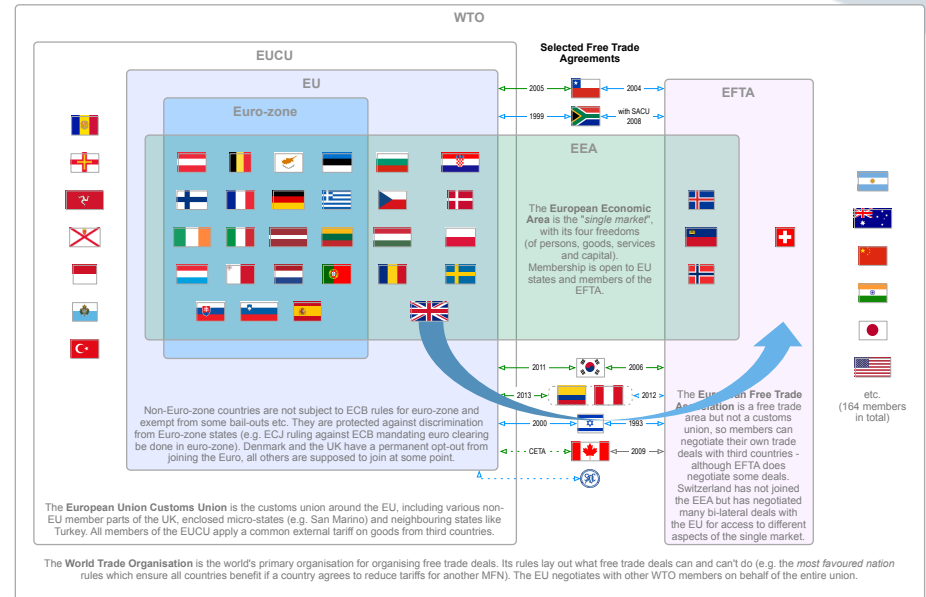 WTO
EUCU
Selected Free Trade
Agreements
EU
2005
2004
EFTA
Euro-zone
1999
with SACU
2008
EEA
The European Economic
Area is the "single market",
with its four freedoms
(of persons, goods, services
and capital).
Membership is open to EU
states and members of the
EFTA.
2011
2006
2013
2012
2000
1993
CETA
2009
etc.
(164 members
in total)
Non-Euro-zone countries are not subject to ECB rules for euro-zone and
exempt from some bail-outs etc. They are protected against discrimination
from Euro-zone states (e.g. ECJ ruling against ECB mandating euro clearing
be done in euro-zone). Denmark and the UK have a permanent opt-out from
joining the Euro, all others are supposed to join at some point.
The European Free Trade
Association is a free trade
area but not a customs
union, so members can
negotiate their own trade
deals with third countries -
although EFTA does
negotiate some deals.
Switzerland has not joined
the EEA but has negotiated
many bi-lateral deals with
the EU for access to different
aspects of the single market.
The European Union Customs Union is the customs union around the EU, including various non-
EU member parts of the UK, enclosed micro-states (e.g. San Marino) and neighbouring states like
Turkey. All members of the EUCU apply a common external tariff on goods from third countries.
The World Trade Organisation is the world's primary organisation for organising free trade deals. Its rules lay out what free trade deals can and can't do (e.g. the most favoured nation
rules which ensure all countries benefit if a country agrees to reduce tariffs for another MFN). The EU negotiates with other WTO members on behalf of the entire union.